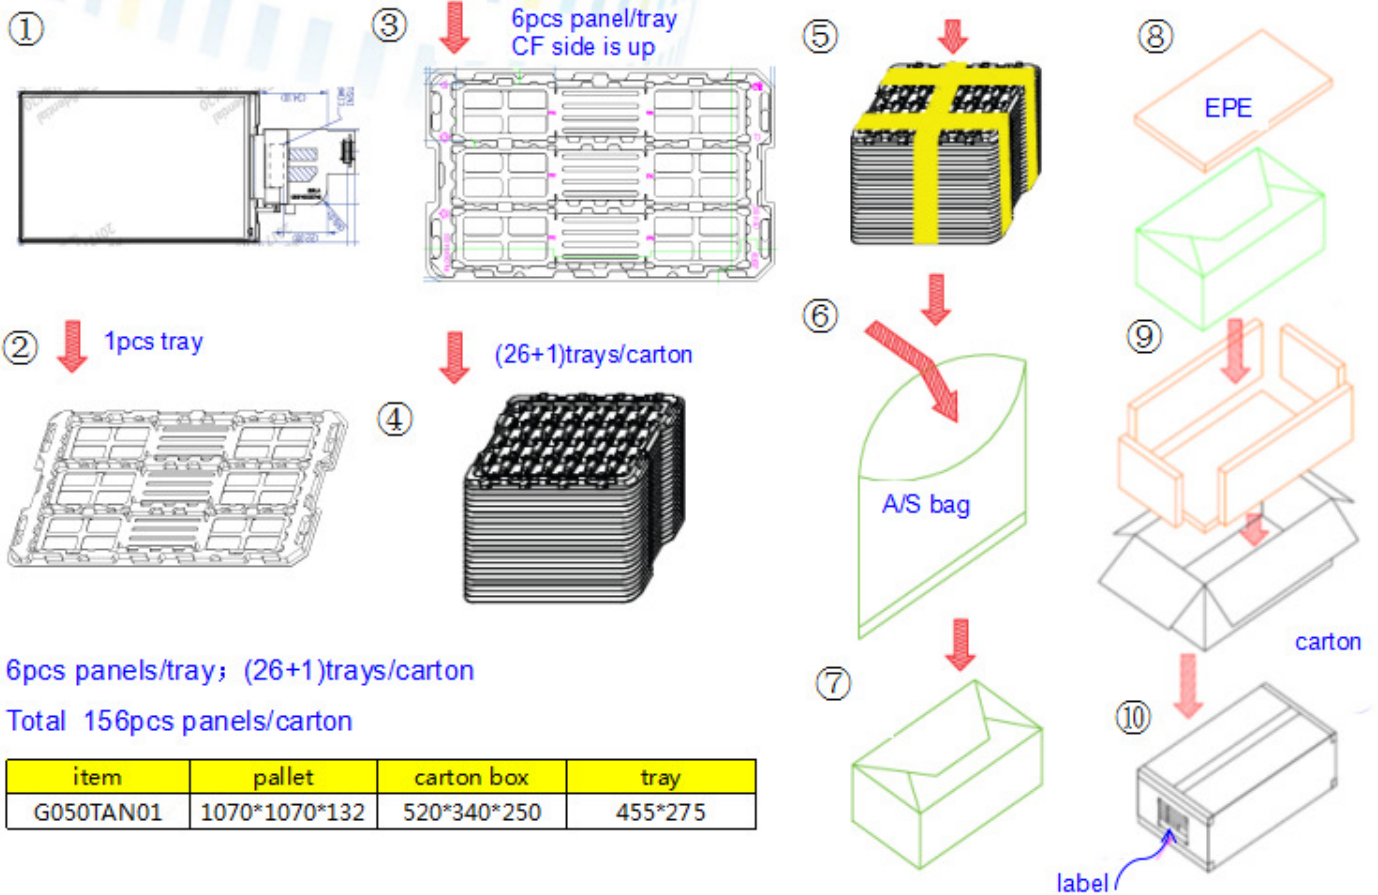 ①
③
6pcs panel/tray
CF side is up
⑤
⑧
EPE
②
1pcs tray
(26+1)trays/carton
④
⑥
A/S bag
⑨
carton
6pcs panels/tray; (26+1)trays/carton
Total 156pcs panels/carton
⑦
⑩
item pallet carton box tray
G050TAN01 1070*1070*132 520*340*250 455*275
label